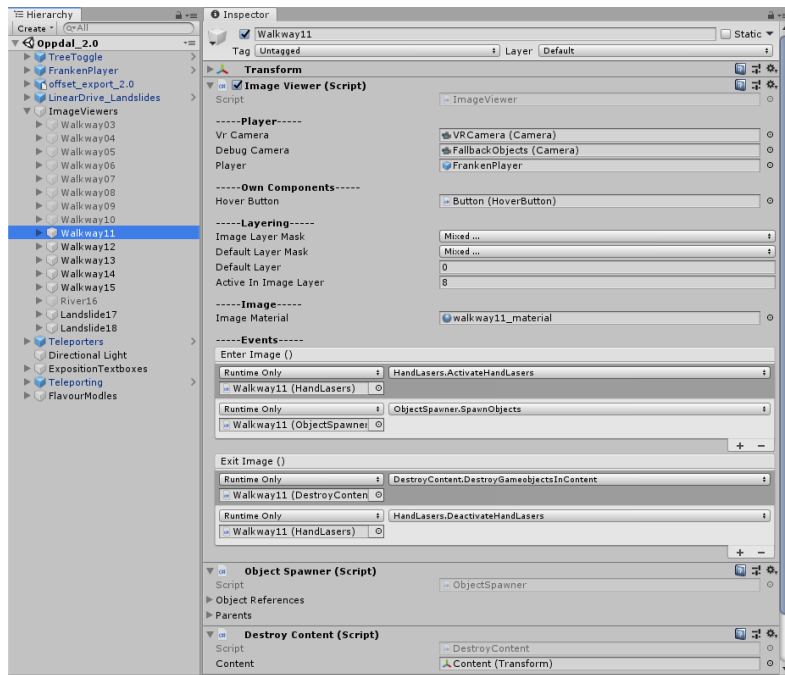 Hierarchy
Create
All
Oppdal_2.0
TreeToggle
FrankenPlayer
offset_export_2.0
LinearDrive_Landslides
ImageViewers
Walkway03
Walkway04
Walkway05
Walkway06
Walkway07
Walkway08
Walkway09
Walkway10
Walkway11
Walkway12
Walkway13
Walkway14
Walkway15
River16
Landslide17
Landslide18
Teleporters
Directional Light
ExpositionTextboxes
Teleporting
FlavourModles
Inspector
Walkway11 Static
Tag Untagged Layer Default
Transform
Image Viewer (Script)
Script ImageViewer
-----Player-----
Vr Camera VRCamera (Camera)
Debug Camera FallbackObjects (Camera)
Player FrankenPlayer
-----Own Components-----
Hover Button Button (HoverButton)
-----Layering-----
Image Layer Mask Mixed ...
Default Layer Mask Mixed ...
Default Layer 0
Active In Image Layer 8
-----Image-----
Image Material walkway11_material
-----Events-----
Enter Image ()
Runtime Only HandLasers.ActivateHandLasers
Walkway11 (HandLasers)
Runtime Only ObjectSpawner.SpawnObjects
Walkway11 (ObjectSpawner
+ −
Exit Image ()
Runtime Only DestroyContent.DestroyGameobjectsInContent
Walkway11 (DestroyConten
Runtime Only HandLasers.DeactivateHandLasers
Walkway11 (HandLasers)
+ −
Object Spawner (Script)
Script ObjectSpawner
Object References
Parents
Destroy Content (Script)
Script DestroyContent
Content Content (Transform)